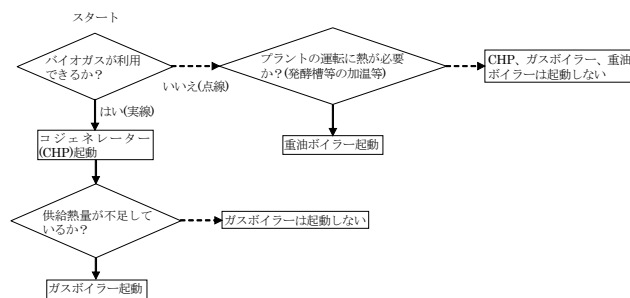 スタート
バイオガスが利用
できるか？
いいえ(点線)
プラントの運転に熱が必要
か？(発酵槽等の加温等)
CHP、ガスボイラー、重油
ボイラーは起動しない
はい(実線)
コジェネレーター
(CHP)起動
重油ボイラー起動
供給熱量が不足して
いるか？
ガスボイラーは起動しない
ガスボイラー起動